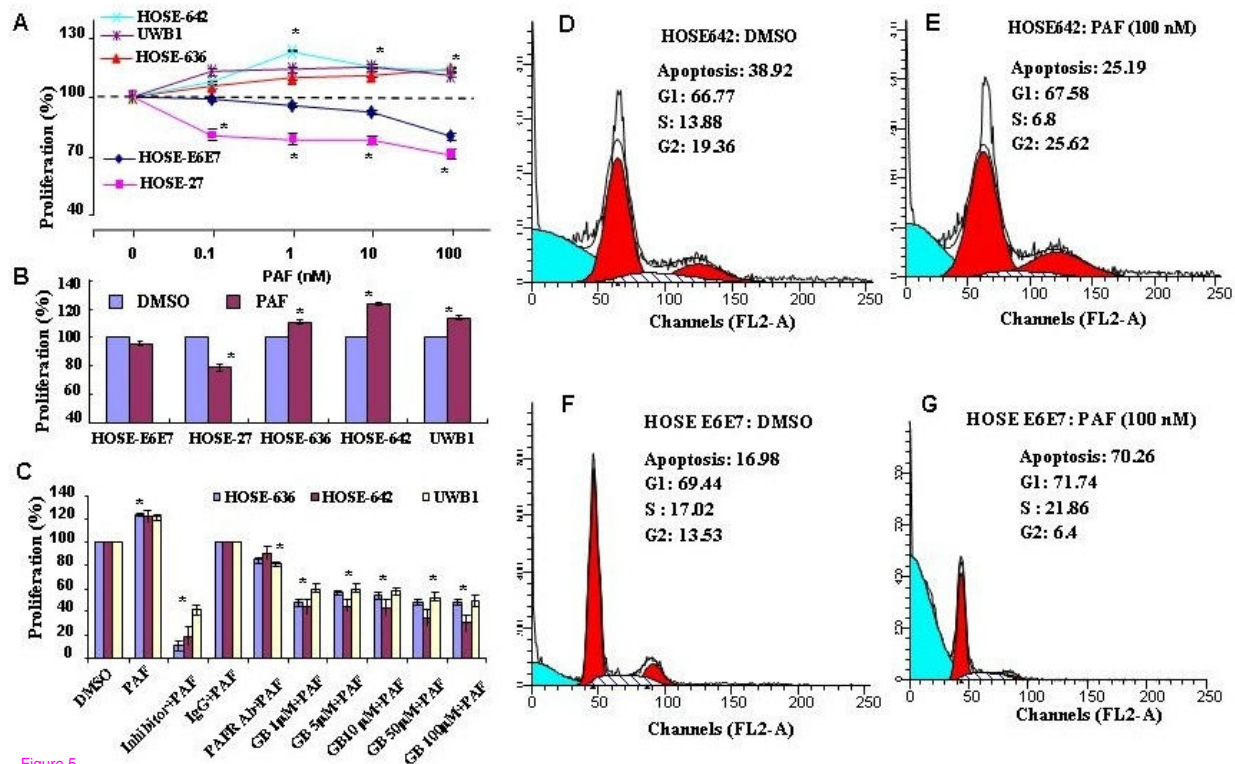 A
HOSE-642
UWB1
HOSE-636
HOSE-E6E7
HOSE-27
Proliferation (%)
130
100
70
40
* * *
* * * *
0 0.1 1 10 100
PAF (nM)
B
DMSO PAF
Proliferation (%)
140
120
100
80
60
40
* * * *
HOSE-E6E7 HOSE-27 HOSE-636 HOSE-642 UWB1
C
HOSE-636 HOSE-642 UWB1
Proliferation (%)
140
120
100
80
60
40
20
0
* * * * * * * *
DMSO
PAF
Inhibitor+PAF
IgG+PAF
PAFR Ab+PAF
GB 1µM+PAF
GB 5µM+PAF
GB10 µM+PAF
GB 50µM+PAF
GB 100µM+PAF
D
HOSE642: DMSO
Apoptosis: 38.92
G1: 66.77
S: 13.88
G2: 19.36
0 50 100 150 200 250
Channels (FL2-A)
E
HOSE642: PAF (100 nM)
Apoptosis: 25.19
G1: 67.58
S: 6.8
G2: 25.62
0 50 100 150 200 250
Channels (FL2-A)
F
HOSE E6E7: DMSO
Apoptosis: 16.98
G1: 69.44
S : 17.02
G2: 13.53
0 50 100 150 200 250
Channels (FL2-A)
G
HOSE E6E7: PAF (100 nM)
Apoptosis: 70.26
G1: 71.74
S : 21.86
G2: 6.4
0 50 100 150 200 250
Channels (FL2-A)
Figure 5